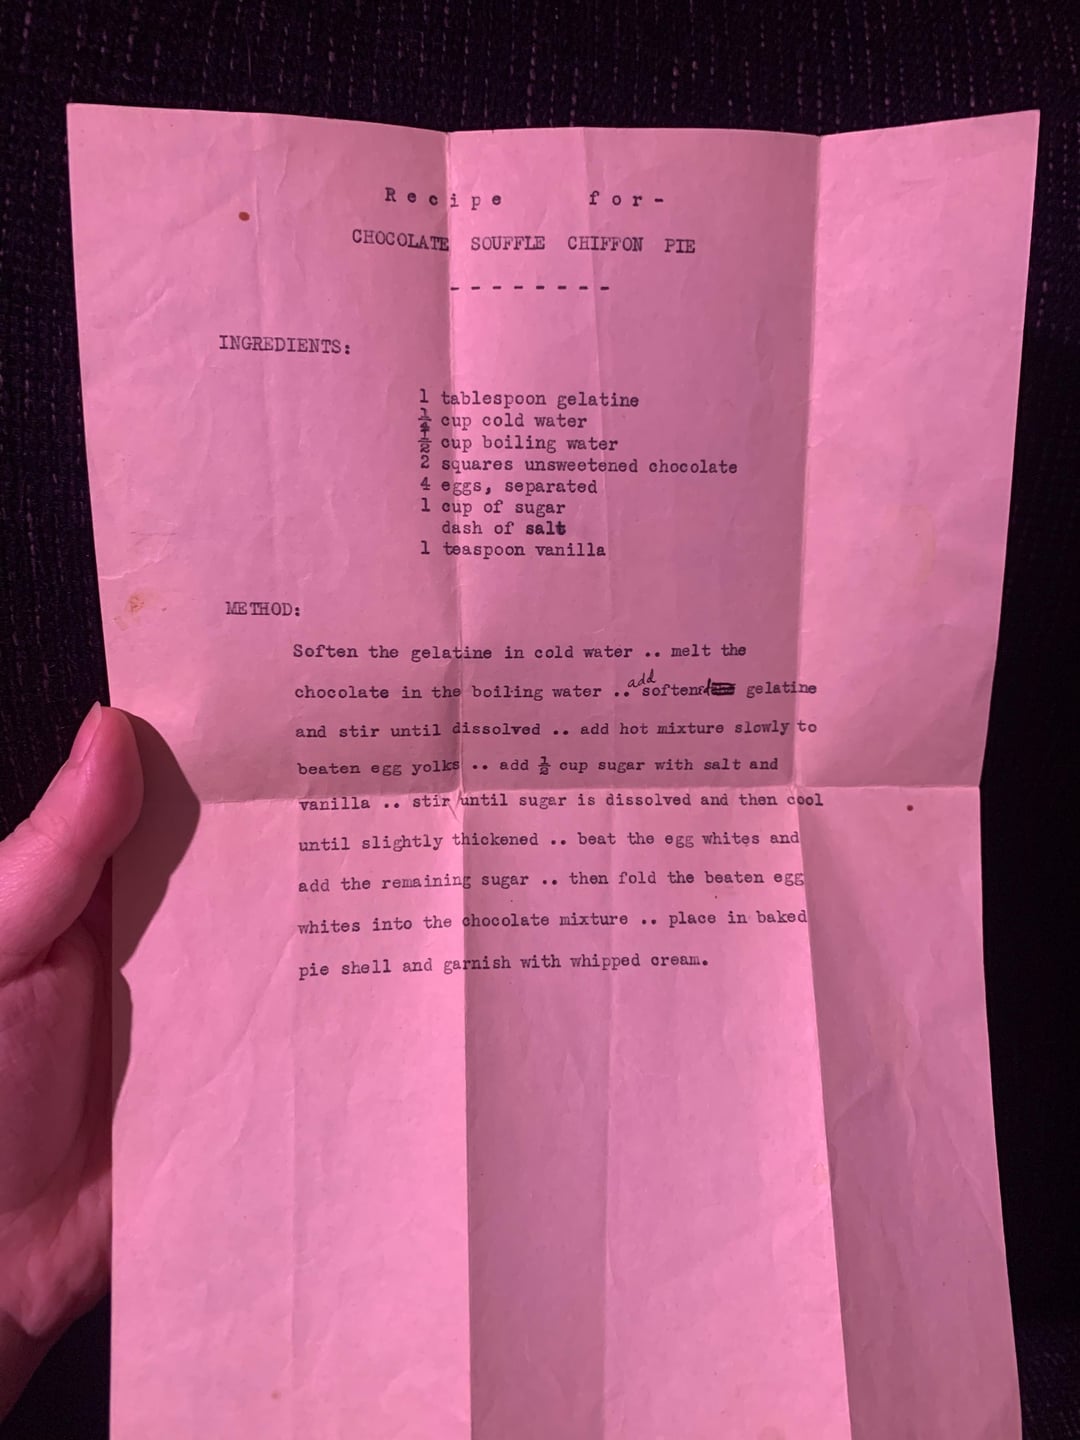 Recipe for-
CHOCOLATE SOUFFLE CHIFFON PIE
--------
INGREDIENTS:
1 tablespoon gelatine
1/4 cup cold water
1/2 cup boiling water
2 squares unsweetened chocolate
4 eggs, separated
1 cup of sugar
dash of salt
1 teaspoon vanilla
METHOD:
Soften the gelatine in cold water .. melt the
chocolate in the boiling water .. add softened gelatine
and stir until dissolved .. add hot mixture slowly to
beaten egg yolks .. add 1/2 cup sugar with salt and
vanilla .. stir until sugar is dissolved and then cool
until slightly thickened .. beat the egg whites and
add the remaining sugar .. then fold the beaten egg
whites into the chocolate mixture .. place in baked
pie shell and garnish with whipped cream.